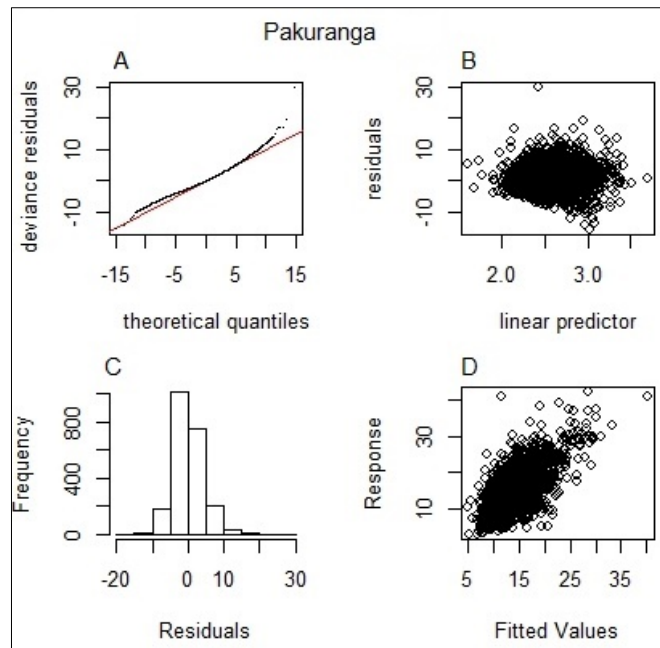 Pakuranga
A
deviance residuals
30
10
-10
-15 -5 5 15
theoretical quantiles
B
residuals
30
10
-10
2.0 3.0
linear predictor
C
Frequency
800
400
0
-20 0 10 30
Residuals
D
Response
30
10
5 15 25 35
Fitted Values